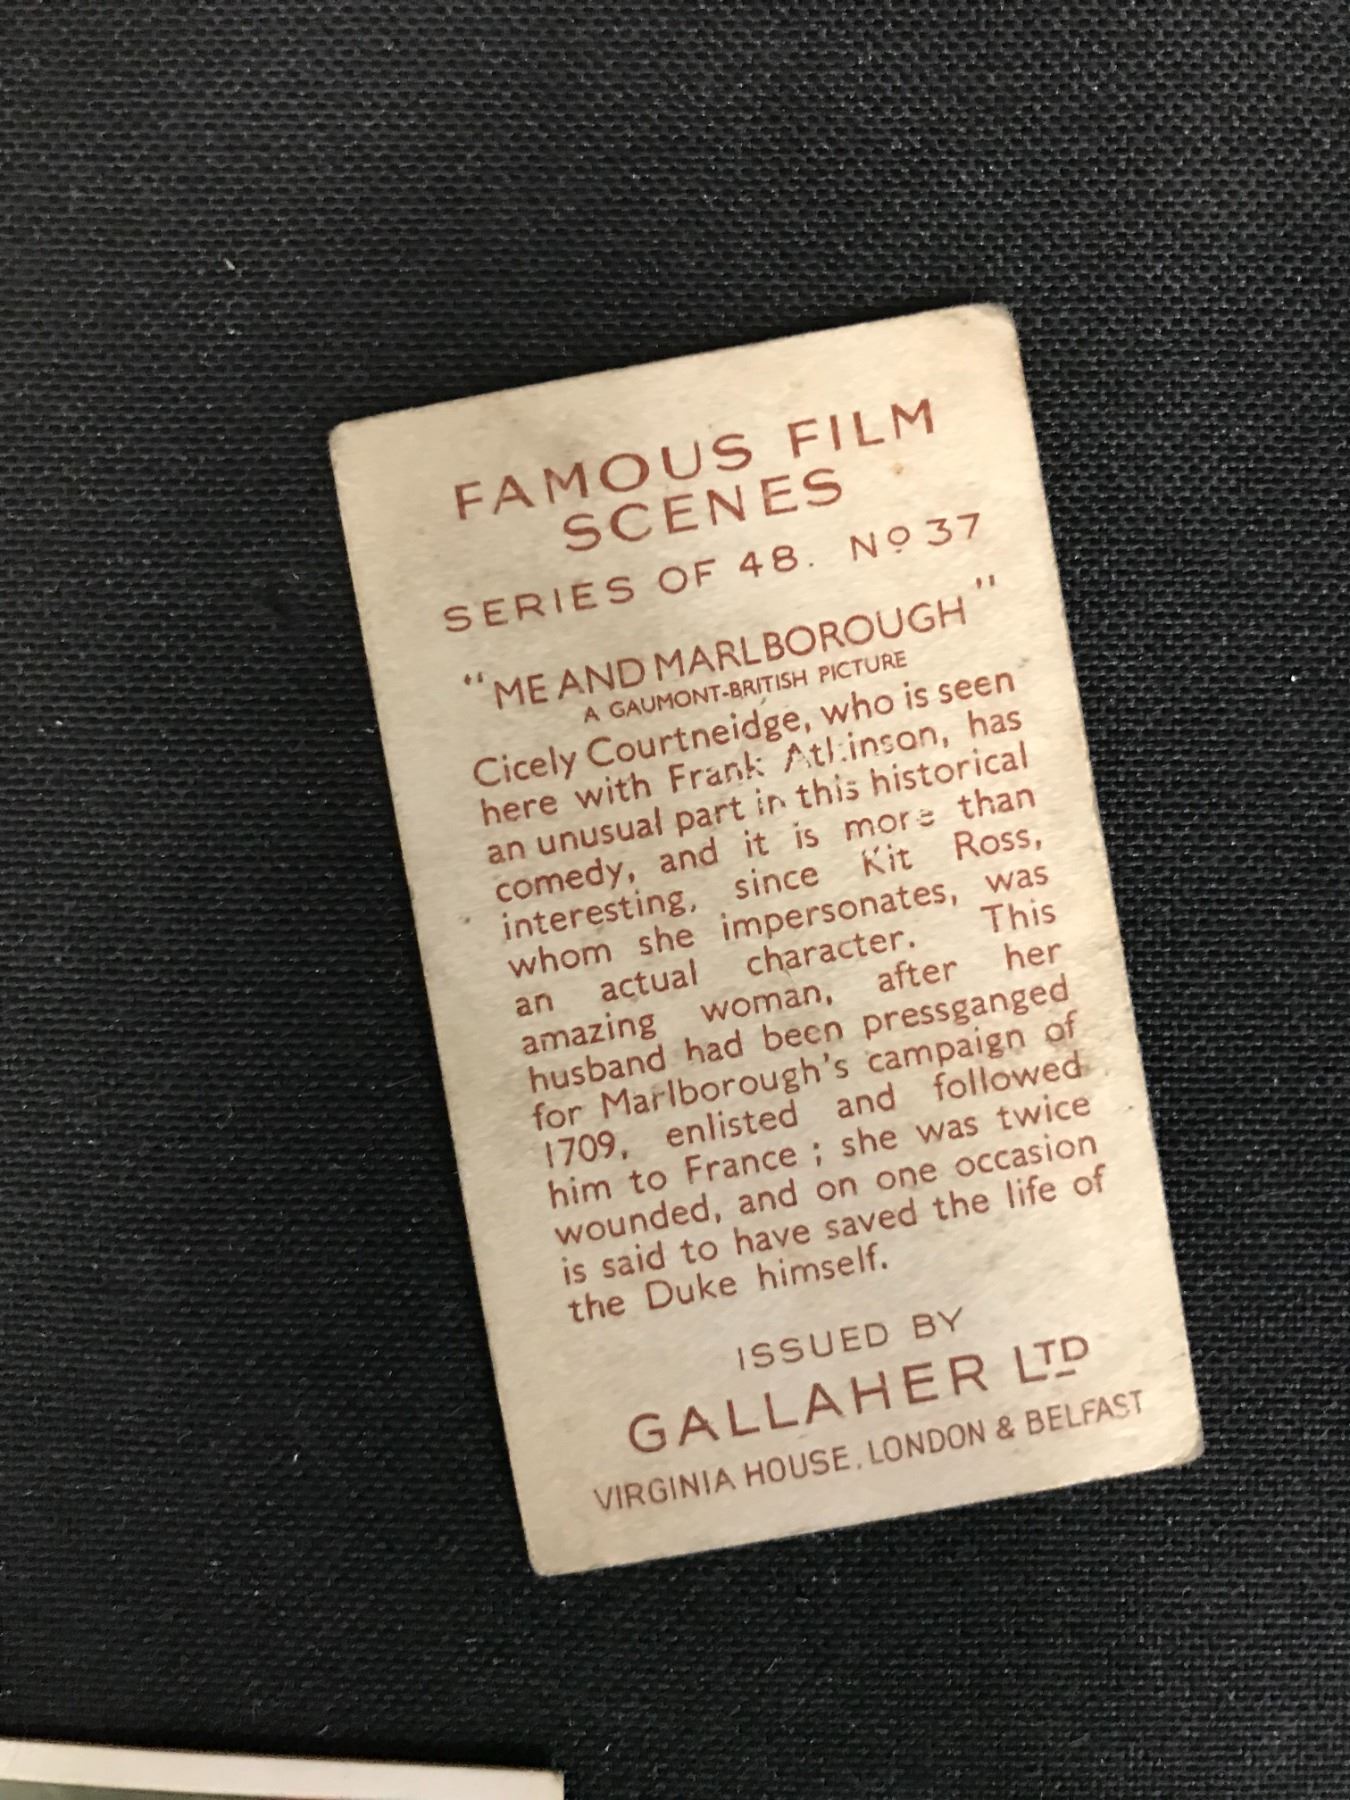 FAMOUS FILM
SCENES
SERIES OF 48. Nº 37
"ME AND MARLBOROUGH"
A GAUMONT-BRITISH PICTURE
Cicely Courtneidge, who is seen
here with Frank Atkinson, has
an unusual part in this historical
comedy, and it is more than
interesting, since Kit Ross,
whom she impersonates, was
an actual character. This
amazing woman, after her
husband had been pressganged
for Marlborough's campaign of
1709, enlisted and followed
him to France ; she was twice
wounded, and on one occasion
is said to have saved the life of
the Duke himself.
ISSUED BY
GALLAHER LTD
VIRGINIA HOUSE, LONDON & BELFAST